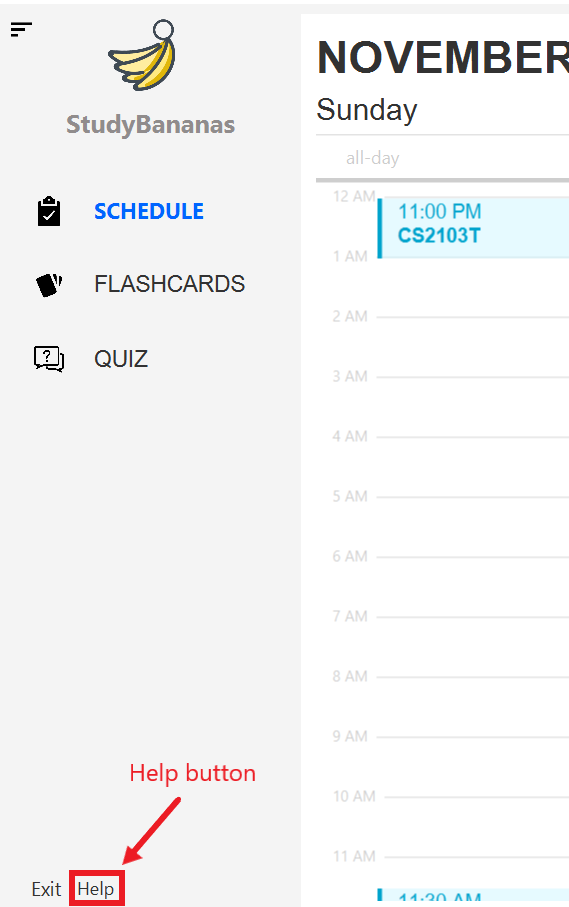 StudyBananas
SCHEDULE
FLASHCARDS
QUIZ
Help button
Exit Help
NOVEMBER
Sunday
all-day
12 AM
11:00 PM
CS2103T
1 AM
2 AM
3 AM
4 AM
5 AM
6 AM
7 AM
8 AM
9 AM
10 AM
11 AM
11:30 AM